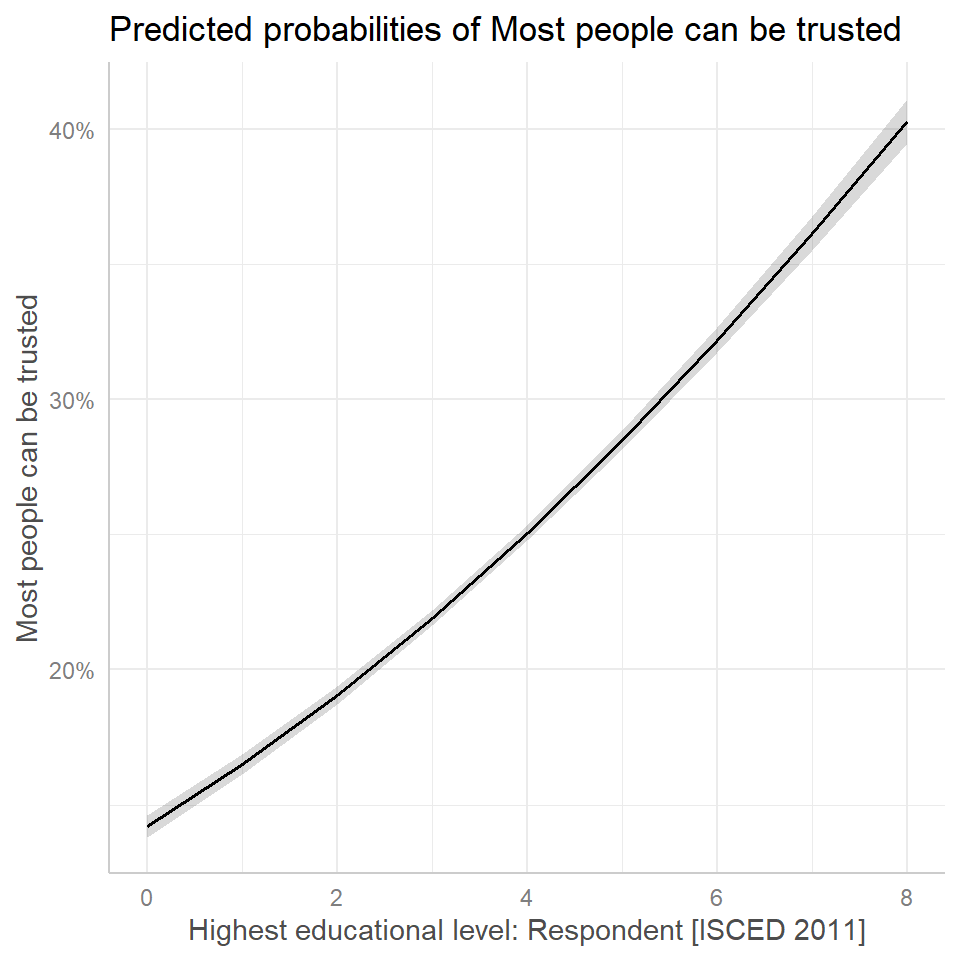 Predicted probabilities of Most people can be trusted
Most people can be trusted
40%
30%
20%
0 2 4 6 8
Highest educational level: Respondent [ISCED 2011]